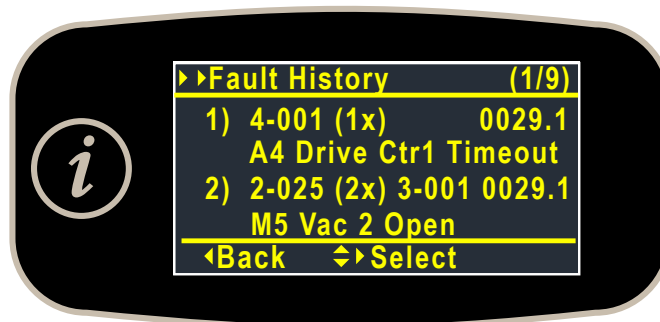 Fault History (1/9)
1) 4-001 (1x) 0029.1
A4 Drive Ctr1 Timeout
2) 2-025 (2x) 3-001 0029.1
M5 Vac 2 Open
Back Select
i